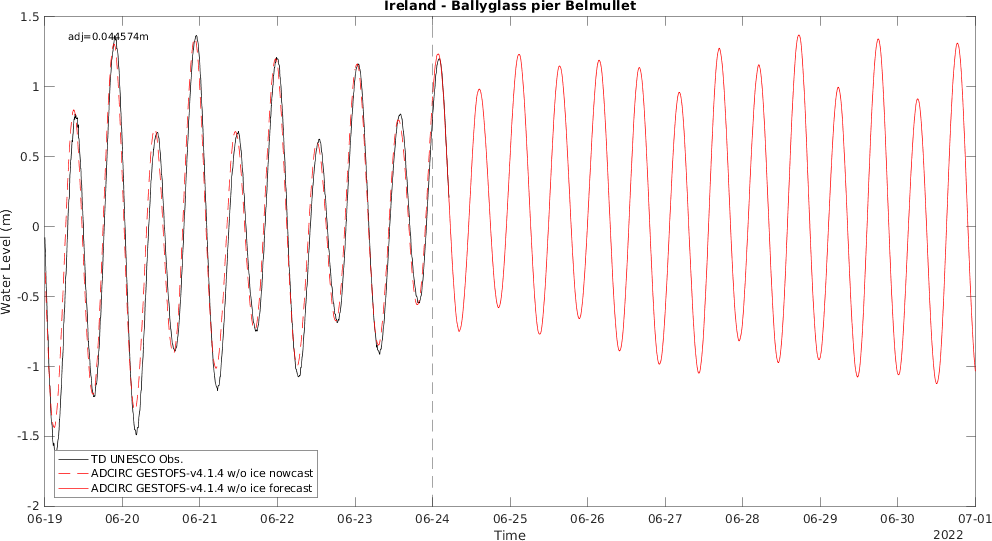 Ireland - Ballyglass pier Belmullet
adj=0.044574m
1.5
1
0.5
0
-0.5
-1
-1.5
-2
Water Level (m)
TD UNESCO Obs.
ADCIRC GESTOFS-v4.1.4 w/o ice nowcast
ADCIRC GESTOFS-v4.1.4 w/o ice forecast
06-19 06-20 06-21 06-22 06-23 06-24 06-25 06-26 06-27 06-28 06-29 06-30 07-01
Time
2022